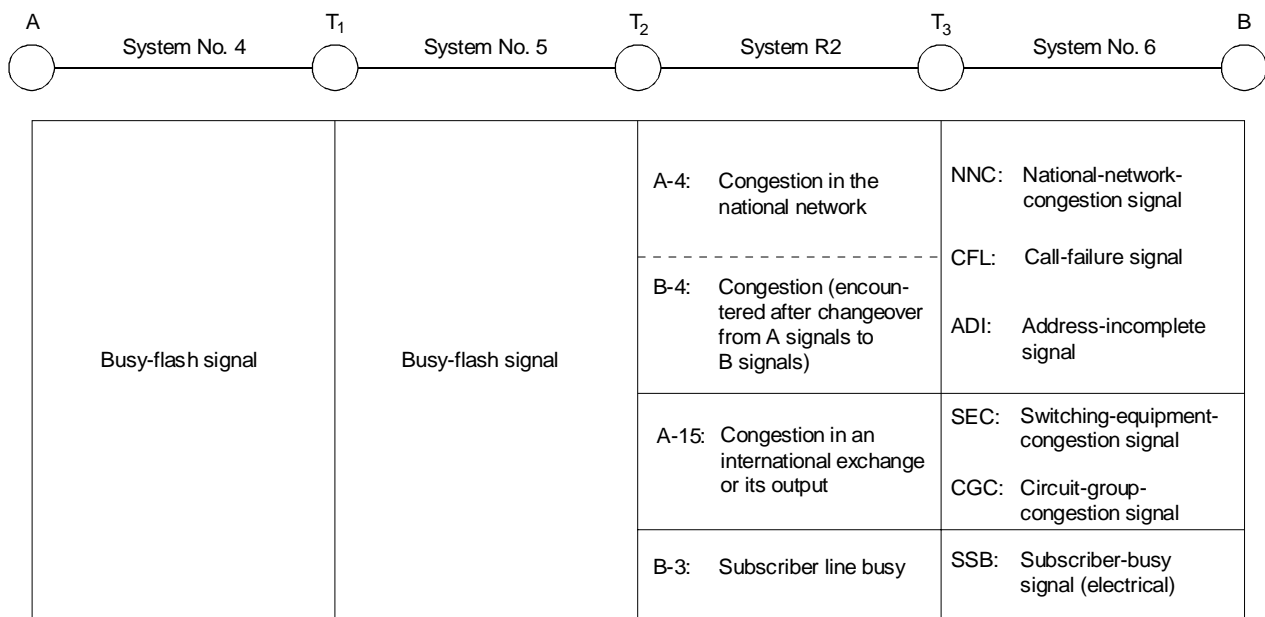 A T1 T2 T3 B
System No. 4 System No. 5 System R2 System No. 6
Busy-flash signal
Busy-flash signal
A-4: Congestion in the
national network
B-4: Congestion (encoun-
tered after changeover
from A signals to
B signals)
A-15: Congestion in an
international exchange
or its output
B-3: Subscriber line busy
NNC: National-network-
congestion signal
CFL: Call-failure signal
ADI: Address-incomplete
signal
SEC: Switching-equipment-
congestion signal
CGC: Circuit-group-
congestion signal
SSB: Subscriber-busy
signal (electrical)